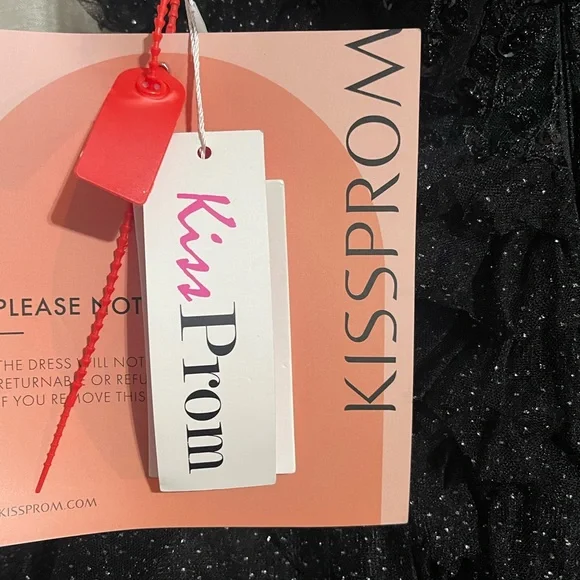 KISSPROM
Kiss Prom
PLEASE NOT
THE DRESS WILL NOT
RETURNABLE OR REFU
IF YOU REMOVE THIS
KISSPROM.COM